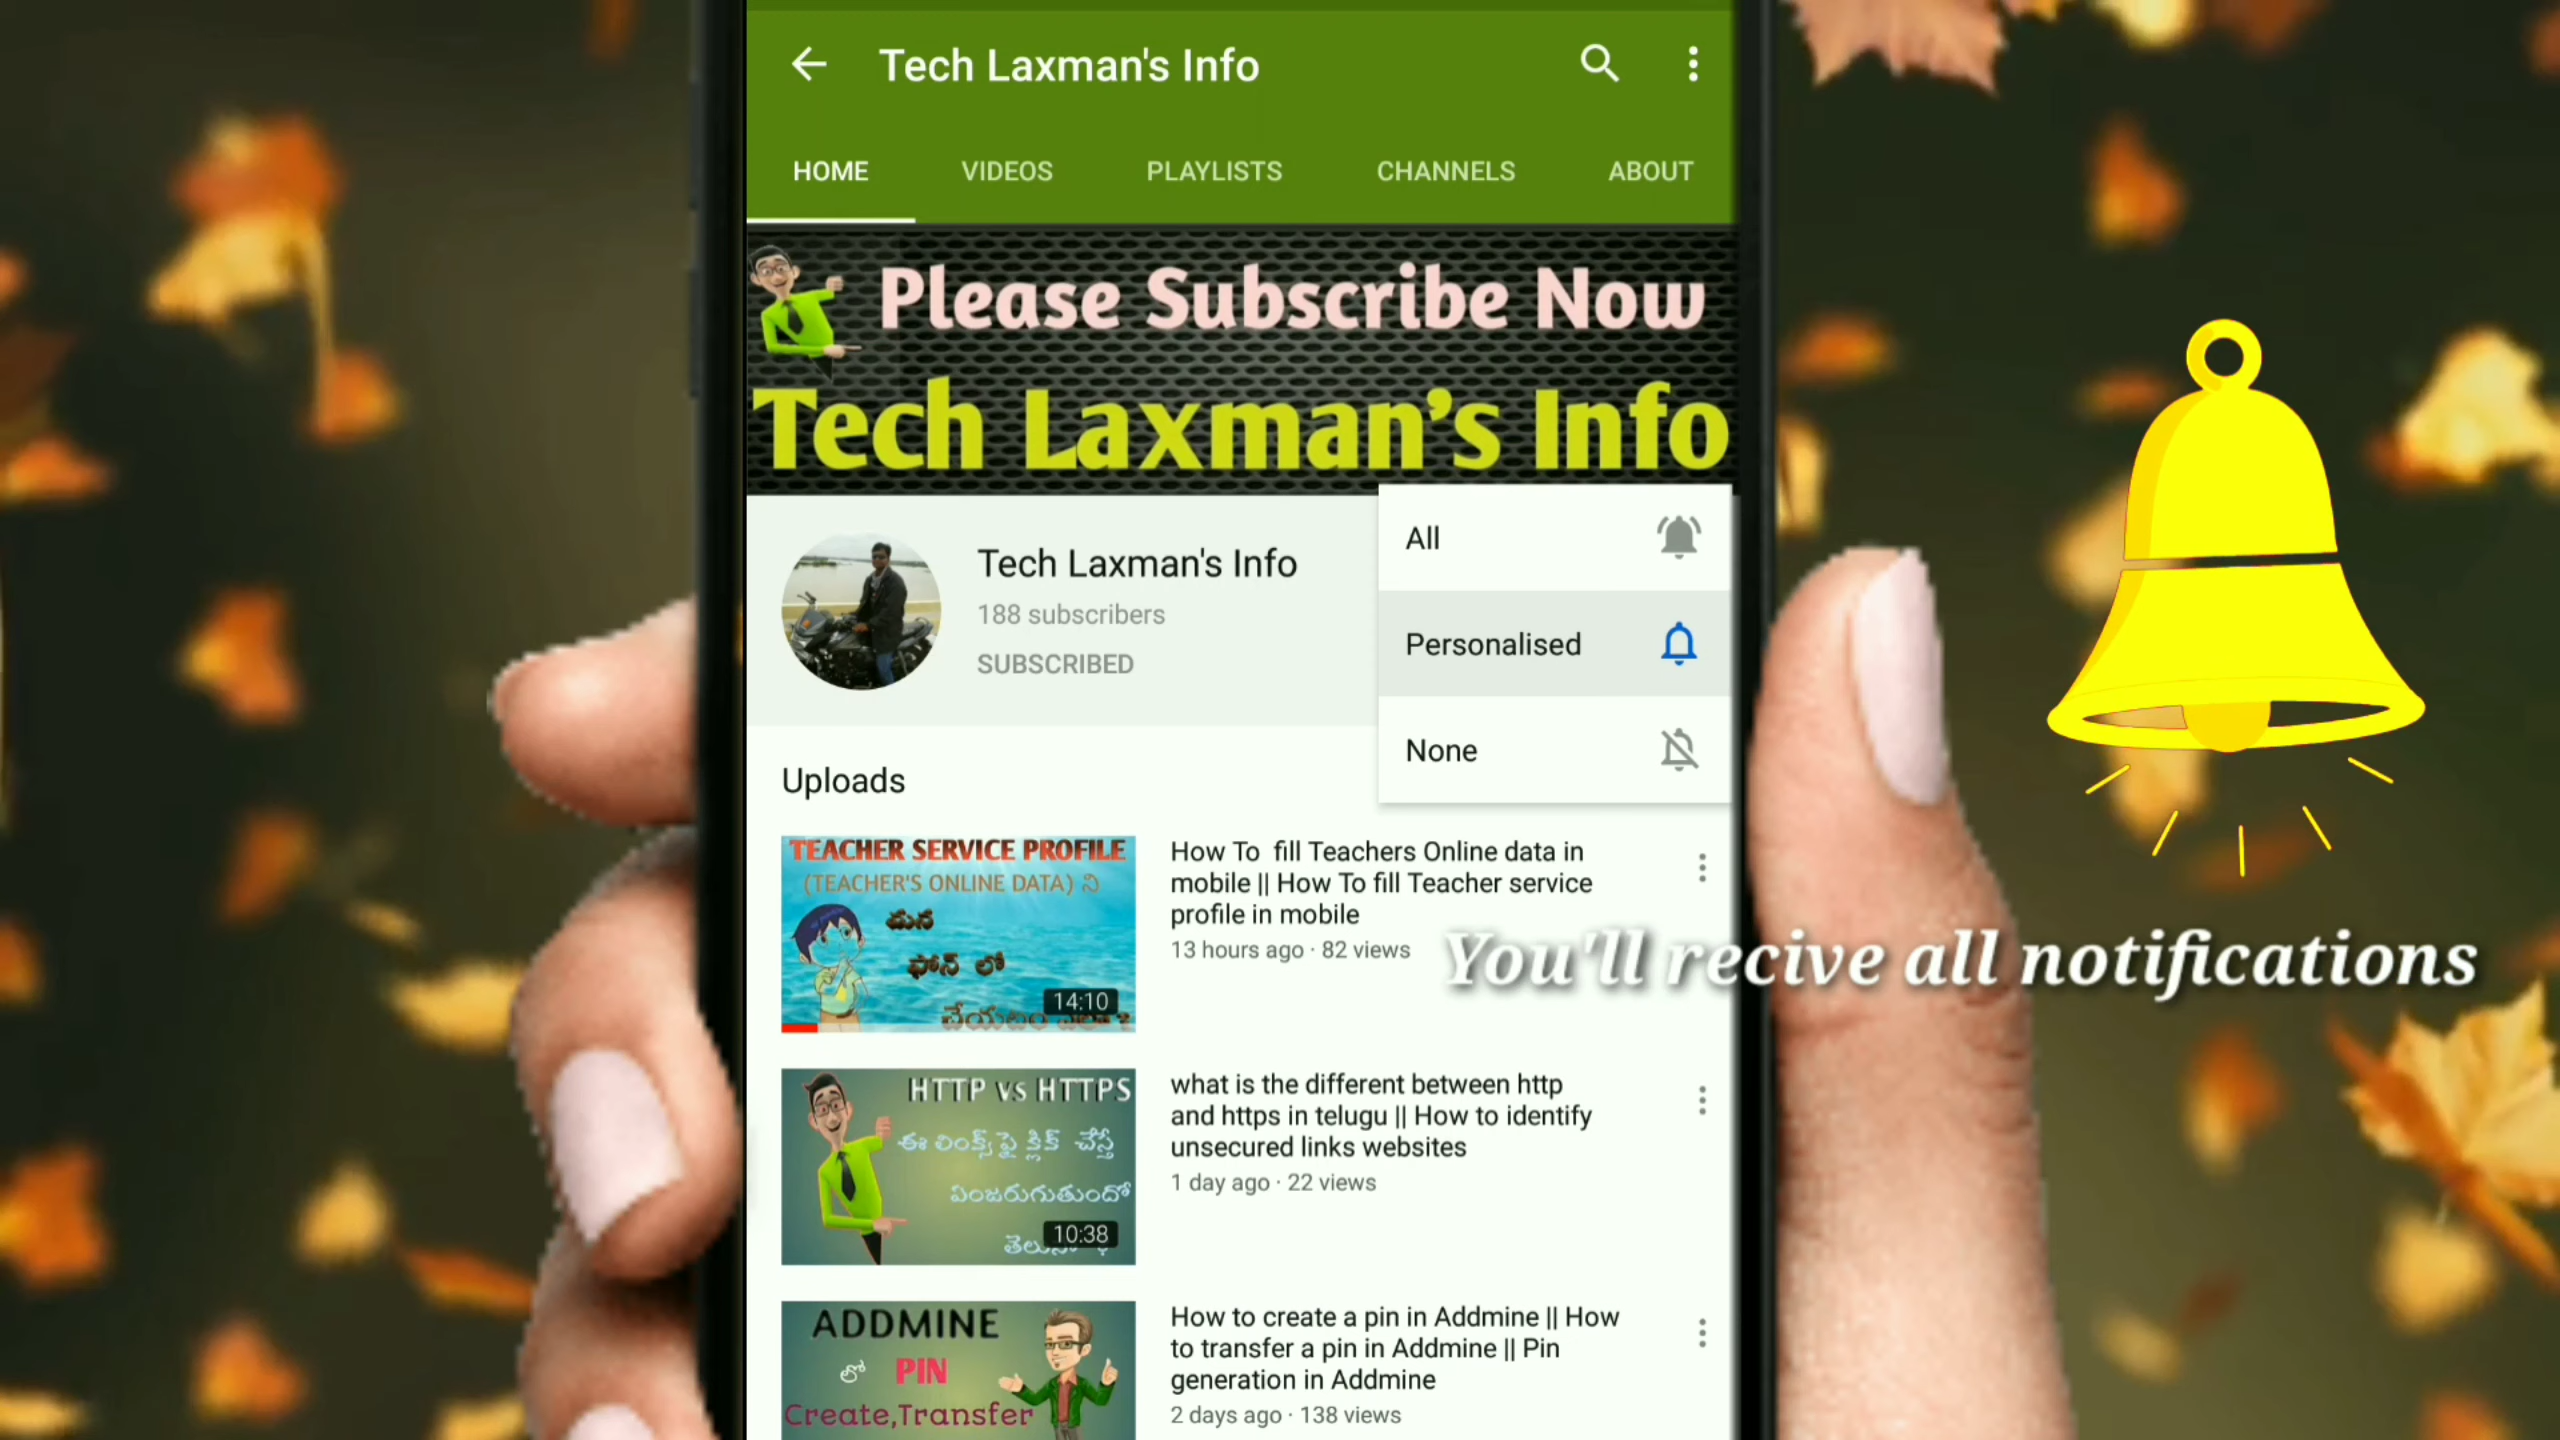 Tech Laxman's Info
HOME VIDEOS PLAYLISTS CHANNELS ABOUT
Please Subscribe Now
Tech Laxman's Info
Tech Laxman's Info
188 subscribers
SUBSCRIBED
All
Personalised
None
Uploads
TEACHER SERVICE PROFILE
(TEACHER'S ONLINE DATA) ని
మన
ఫోన్ లో
14:10
How To fill Teachers Online data in
mobile || How To fill Teacher service
profile in mobile
13 hours ago · 82 views
You'll recive all notifications
HTTP vs HTTPS
ఈ లింక్స్ పై క్లిక్ చేస్తే
ఏంజరుగుతుందో
10:38
what is the different between http
and https in telugu || How to identify
unsecured links websites
1 day ago · 22 views
ADDMINE
లో PIN
Create,Transfer
How to create a pin in Addmine || How
to transfer a pin in Addmine || Pin
generation in Addmine
2 days ago · 138 views